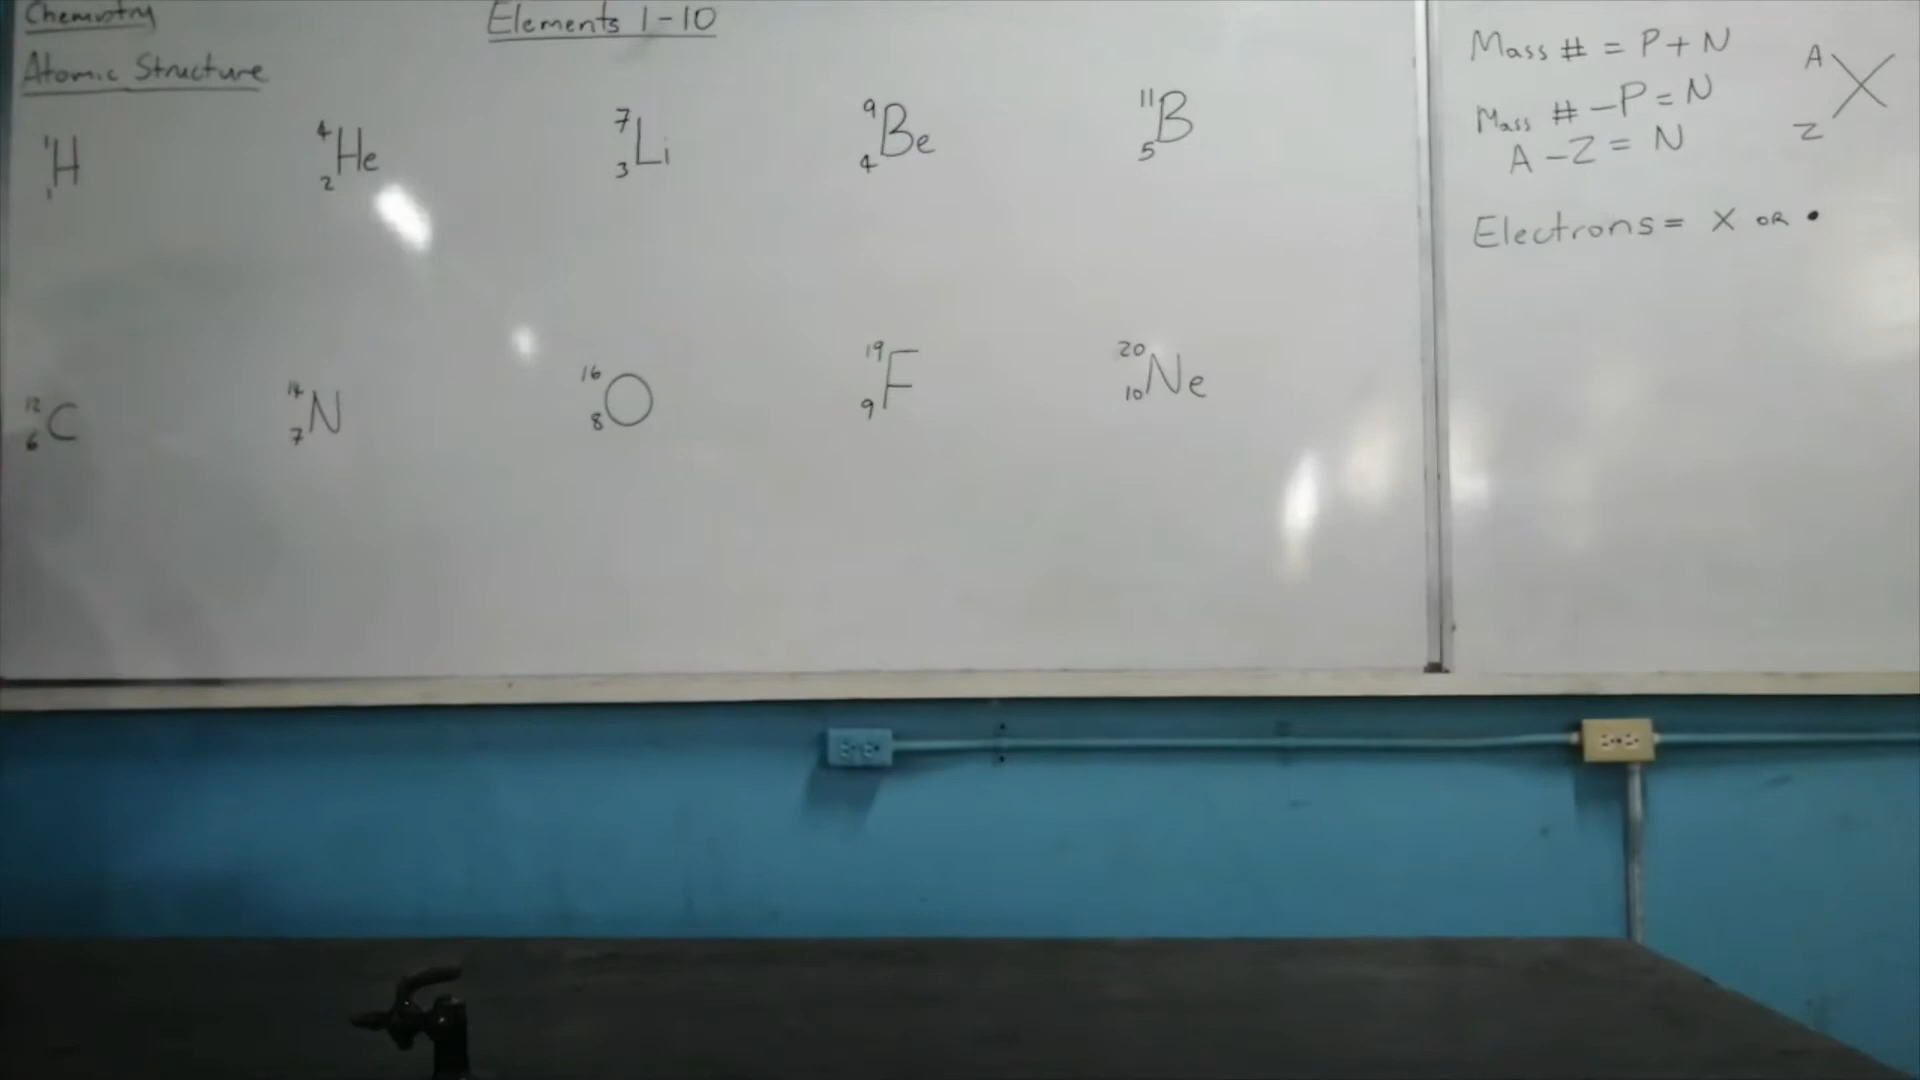 Chemistry
Elements 1-10
Atomic Structure
1 1 H
4 2 He
7 3 Li
9 4 Be
11 5 B
12 6 C
14 7 N
16 8 O
19 9 F
20 10 Ne
Mass # = P + N
Mass # - P = N
A - Z = N
A Z X
Electrons = X OR •